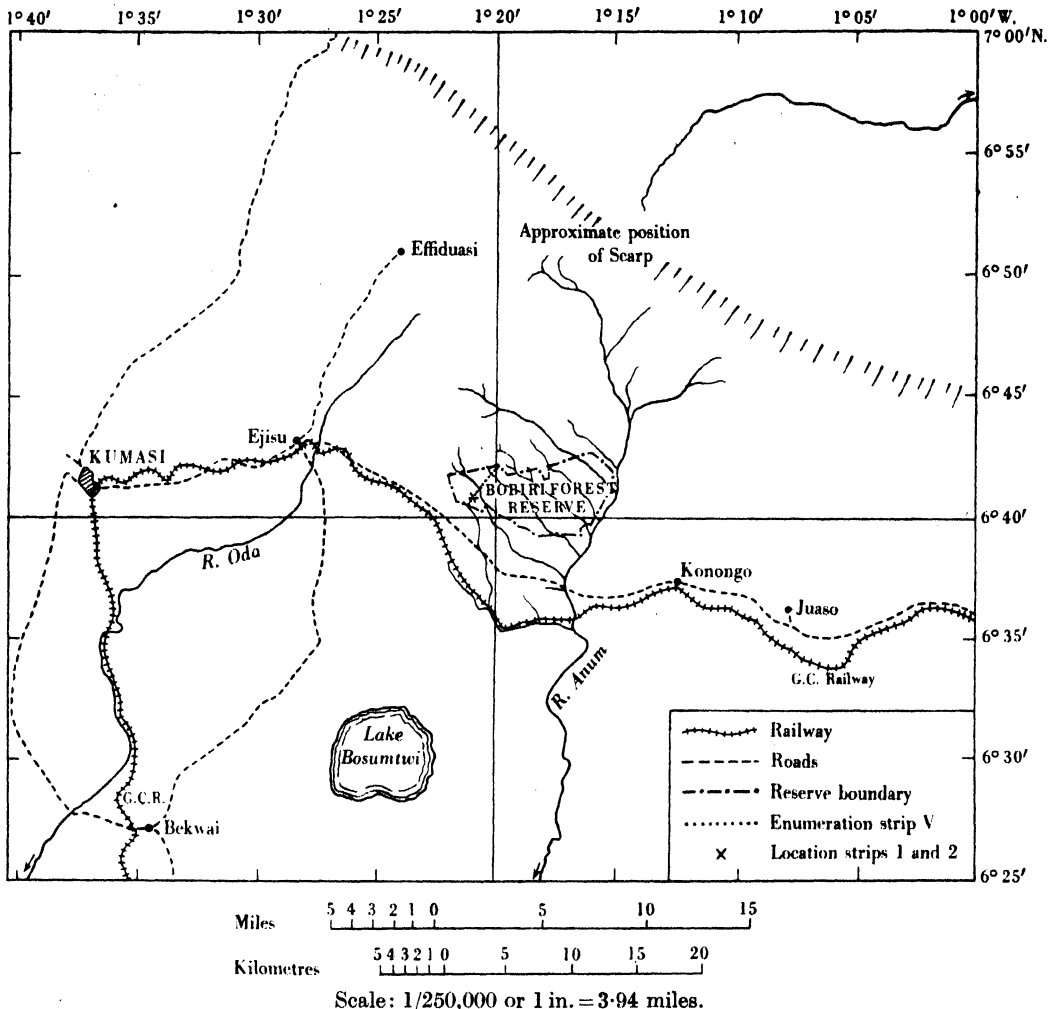 1°40′ 1°35′ 1°30′ 1°25′ 1°20′ 1°15′ 1°10′ 1°05′ 1°00′W.
7°00′N.
6°55′
Effiduasi
Approximate position
of Scarp
6°50′
6°45′
Ejisu
KUMASI
BOBIRI FOREST
RESERVE
6°40′
R. Oda
Konongo
Juaso
6°35′
G.C. Railway
R. Anum
Lake
Bosumtwi
Railway
Roads
Reserve boundary
Enumeration strip V
× Location strips 1 and 2
6°30′
G.C.R.
Bekwai
6°25′
Miles 5 4 3 2 1 0 5 10 15
Kilometres 5 4 3 2 1 0 5 10 15 20
Scale: 1/250,000 or 1 in. = 3·94 miles.